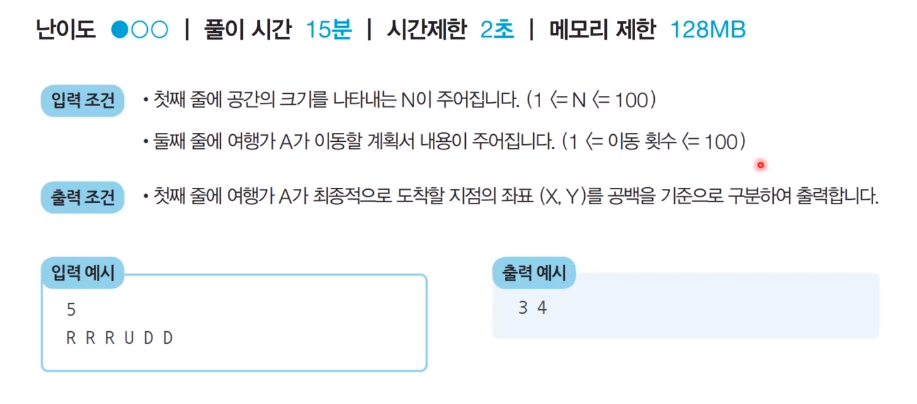 난이도 ●○○ | 풀이 시간 15분 | 시간제한 2초 | 메모리 제한 128MB
입력 조건 • 첫째 줄에 공간의 크기를 나타내는 N이 주어집니다. (1 <= N <= 100)
• 둘째 줄에 여행가 A가 이동할 계획서 내용이 주어집니다. (1 <= 이동 횟수 <= 100)
출력 조건 • 첫째 줄에 여행가 A가 최종적으로 도착할 지점의 좌표 (X, Y)를 공백을 기준으로 구분하여 출력합니다.
입력 예시
5
R R R U D D
출력 예시
3 4